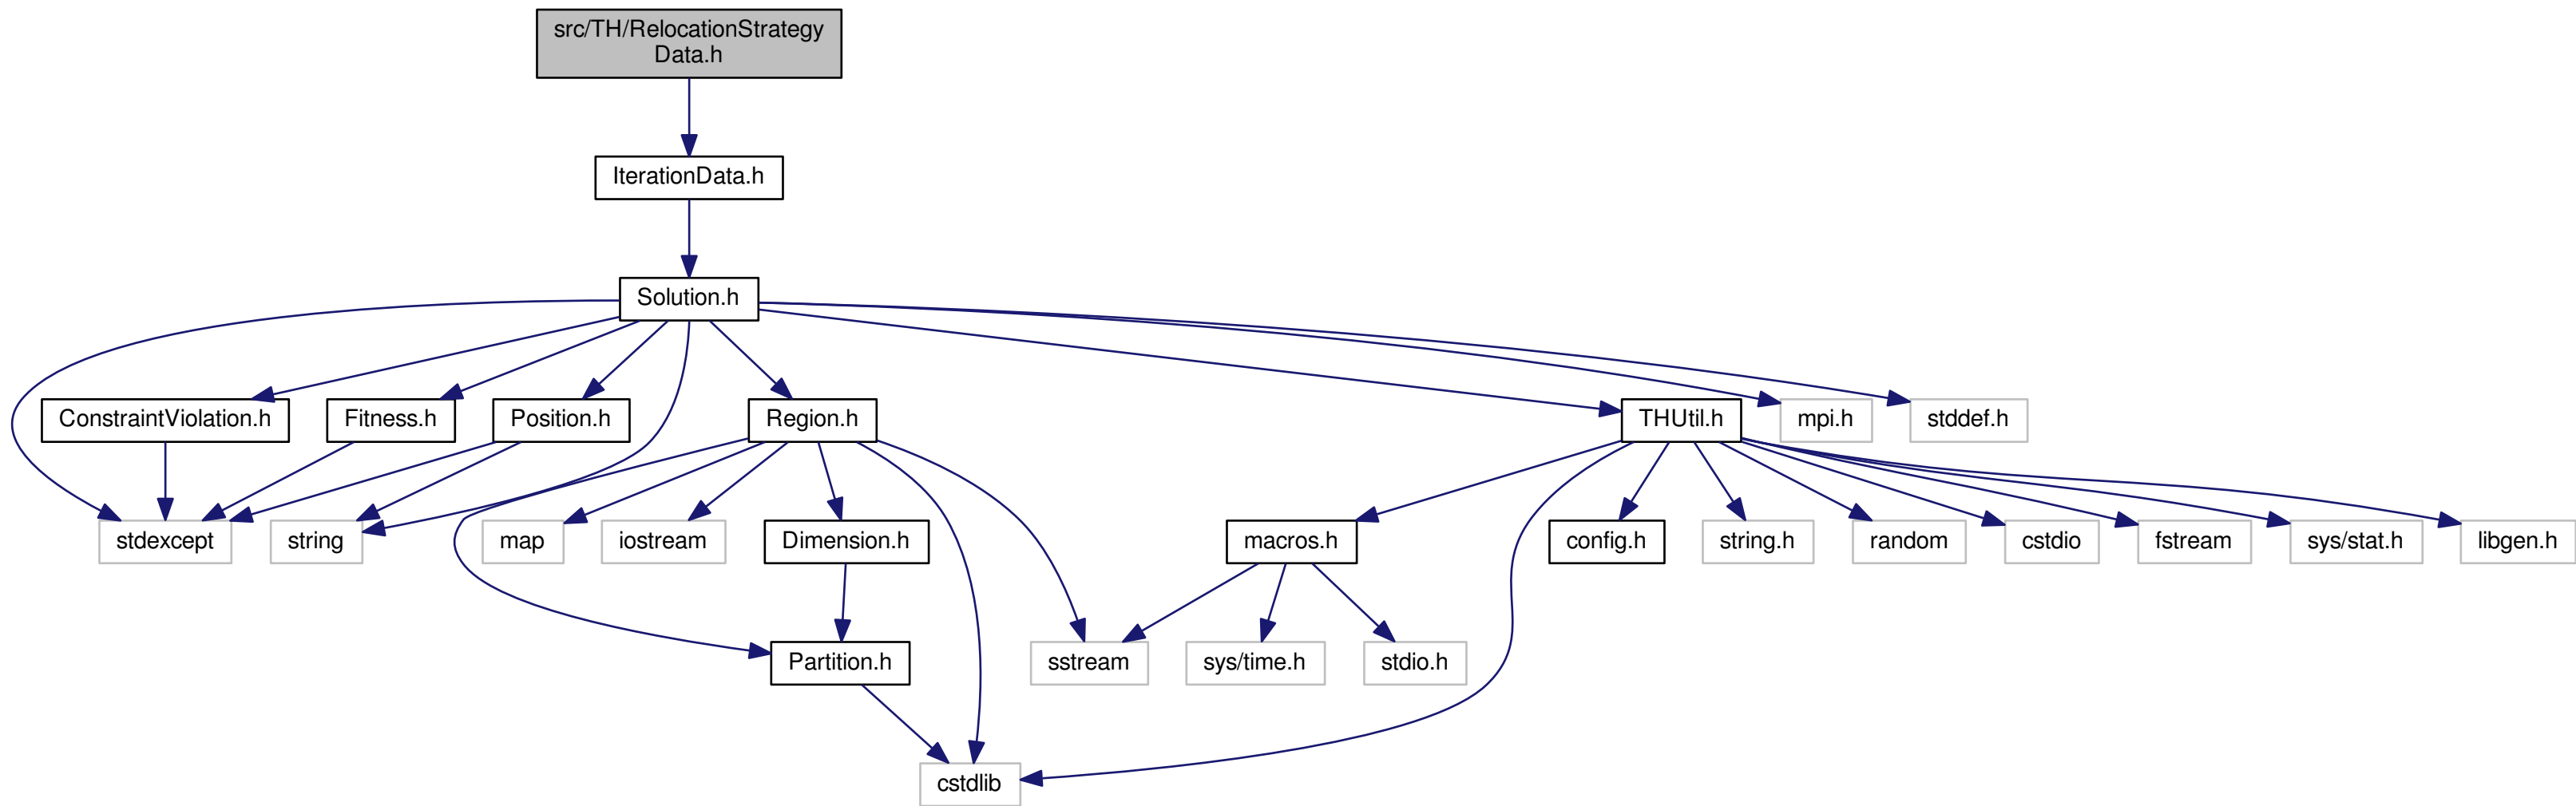 src/TH/RelocationStrategy
Data.h
IterationData.h
Solution.h
ConstraintViolation.h
Fitness.h
Position.h
Region.h
THUtil.h
mpi.h
stddef.h
stdexcept
string
map
iostream
Dimension.h
macros.h
config.h
string.h
random
cstdio
fstream
sys/stat.h
libgen.h
Partition.h
sstream
sys/time.h
stdio.h
cstdlib